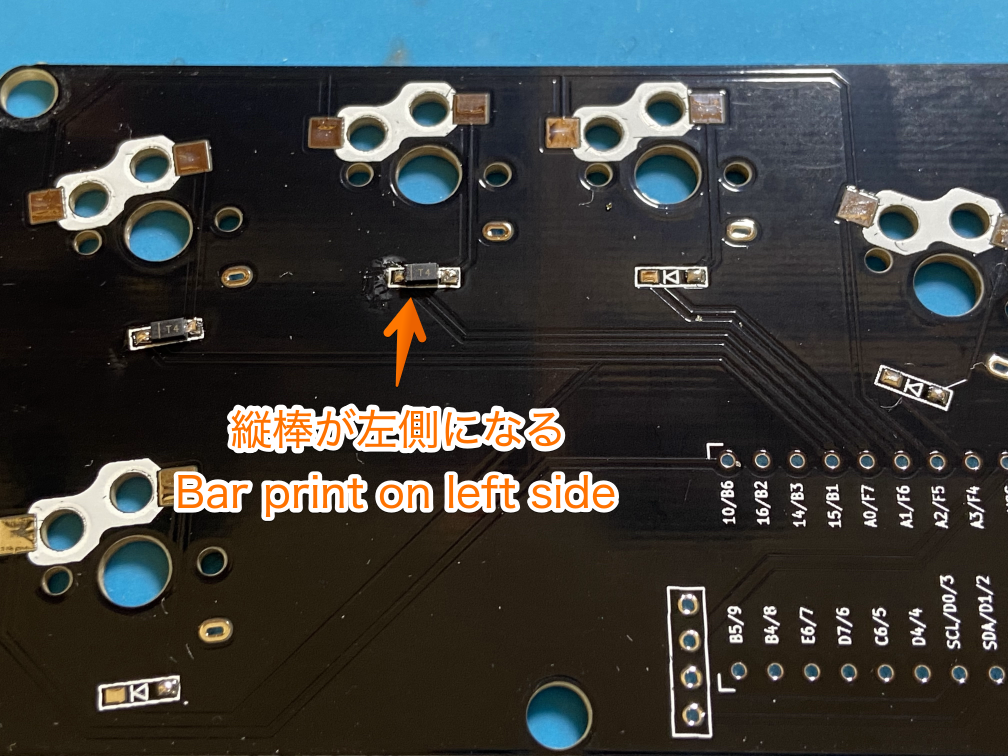 T4
T4
縦棒が左側になる
Bar print on left side
10/B6
16/B2
14/B3
15/B1
A0/F7
A1/F6
A2/F5
A3/F4
B5/9
B4/8
E6/7
D7/6
C6/5
D4/4
SCL/D0/3
SDA/D1/2